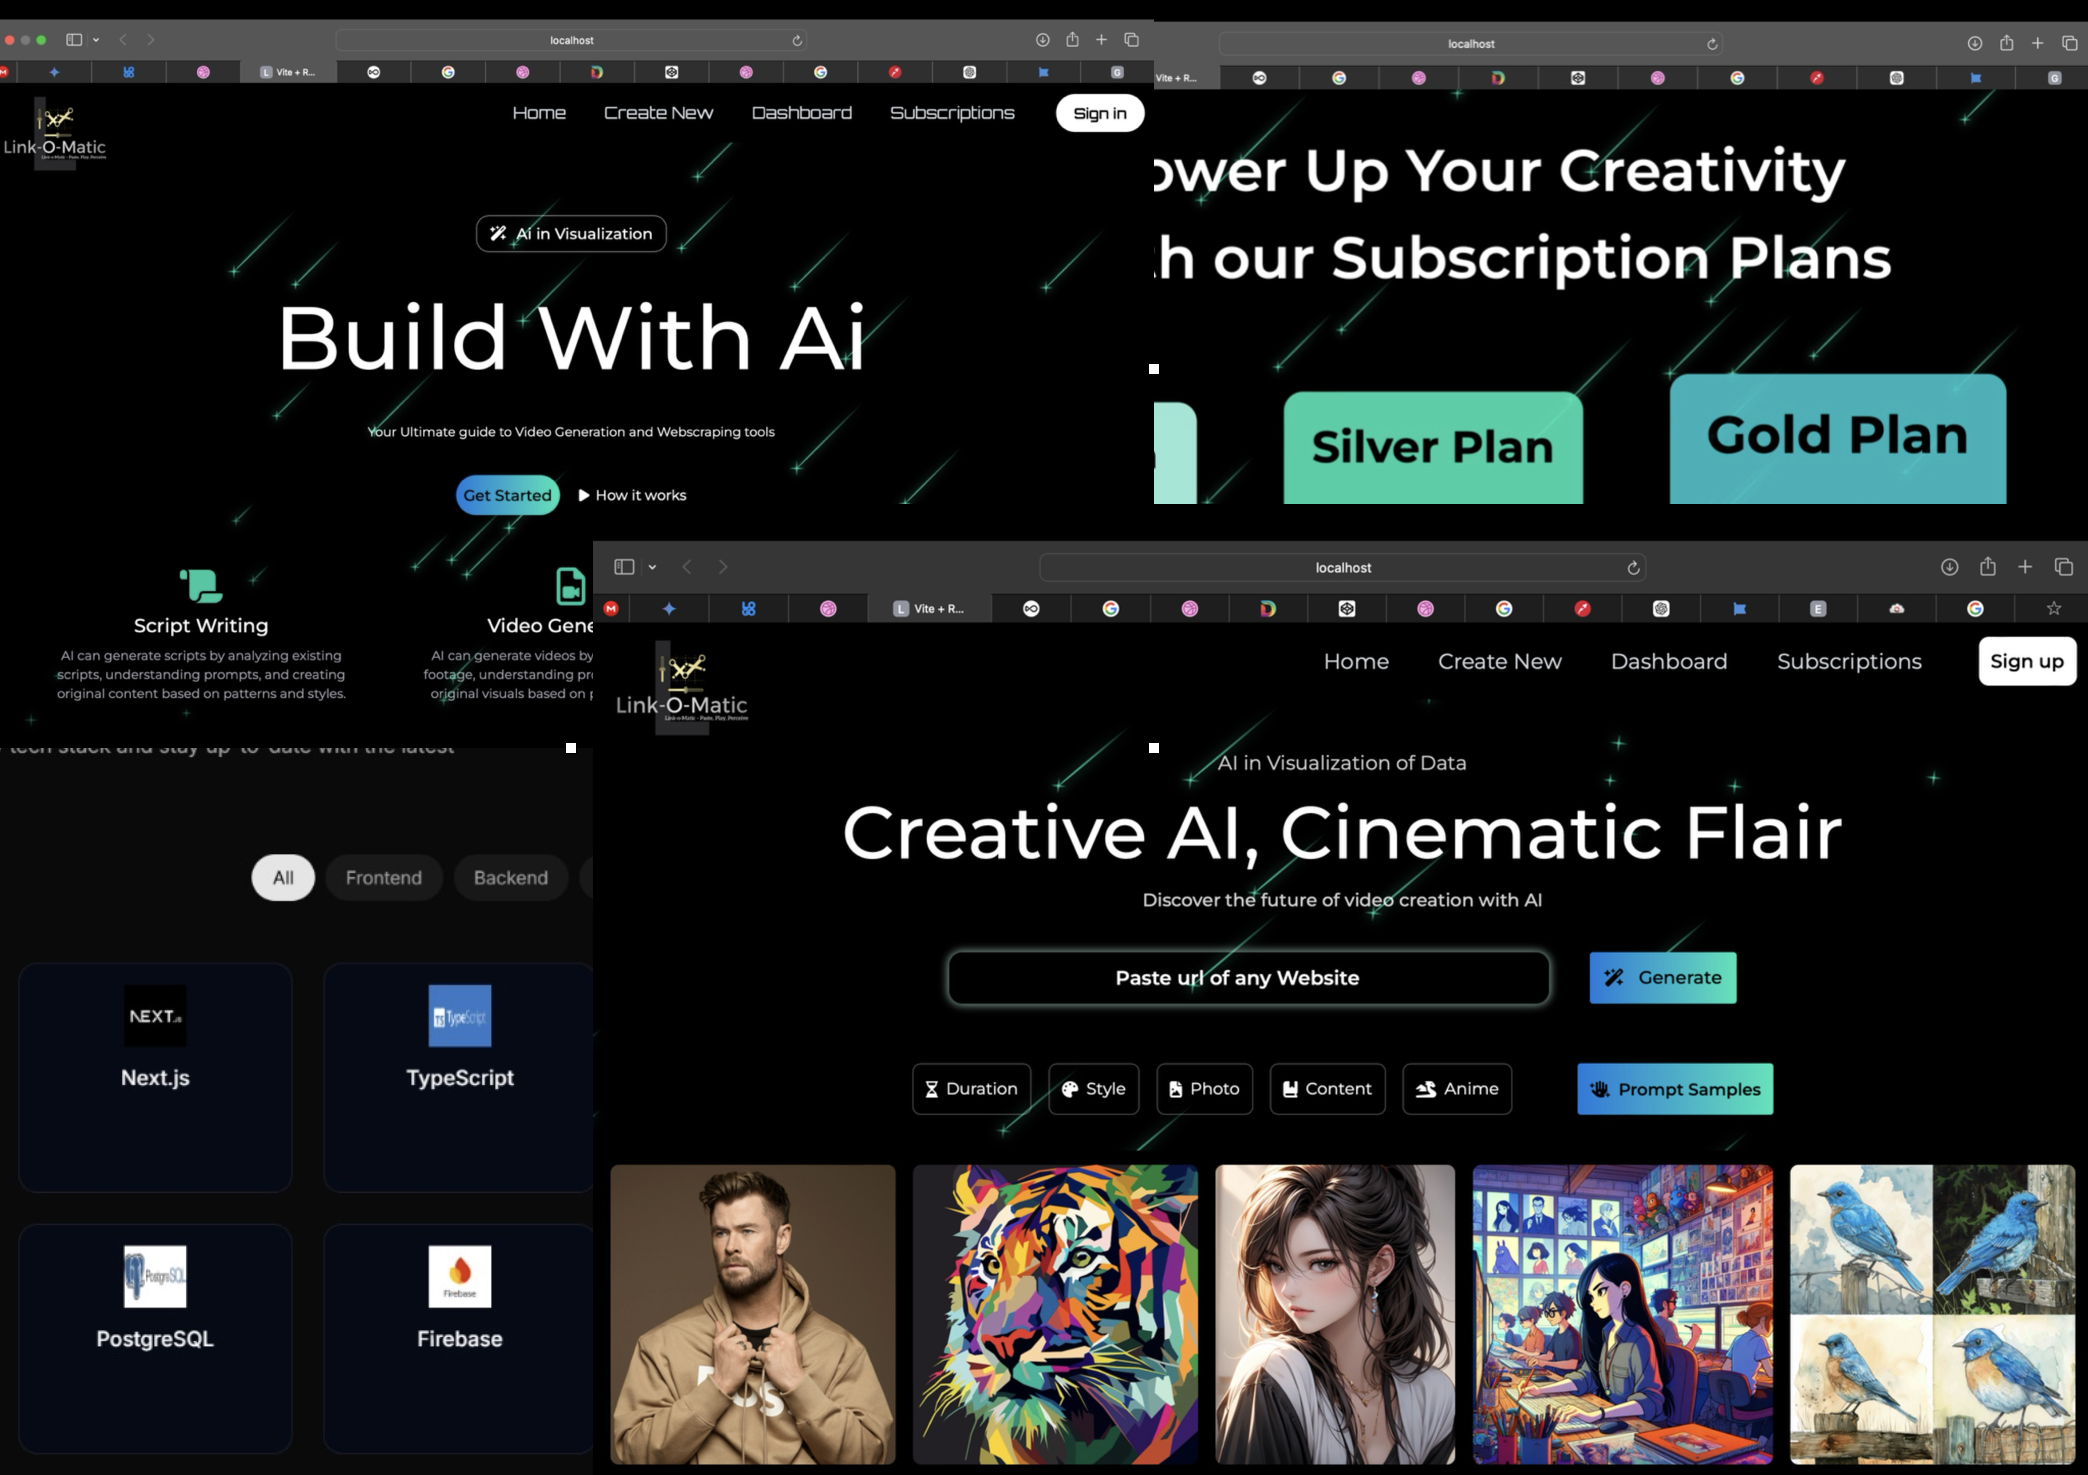 localhost
Vite + R...
Home Create New Dashboard Subscriptions Sign in
Link-O-Matic
Ai in Visualization
Build With Ai
Your Ultimate guide to Video Generation and Webscraping tools
Get Started How it works
Script Writing
AI can generate scripts by analyzing existing
scripts, understanding prompts, and creating
original content based on patterns and styles.
Video Gene
AI can generate videos by
footage, understanding pr
original visuals based on p
localhost
Vite + R...
ower Up Your Creativity
th our Subscription Plans
Silver Plan
Gold Plan
tech stack and stay up-to-date with the latest
All Frontend Backend
NEXT.JS
Next.js
TS TypeScript
TypeScript
PostgreSQL
PostgreSQL
Firebase
Firebase
localhost
Vite + R...
Home Create New Dashboard Subscriptions Sign up
Link-O-Matic
Link-o-Matic - Paste, Play, Perceive
AI in Visualization of Data
Creative AI, Cinematic Flair
Discover the future of video creation with AI
Paste url of any Website Generate
Duration Style Photo Content Anime Prompt Samples